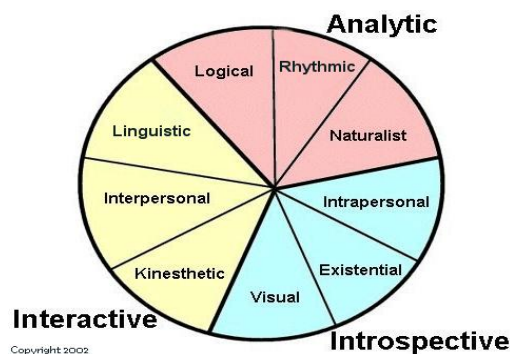 Analytic
Logical
Rhythmic
Naturalist
Linguistic
Interpersonal
Kinesthetic
Intrapersonal
Existential
Visual
Interactive
Introspective
Copyright 2002